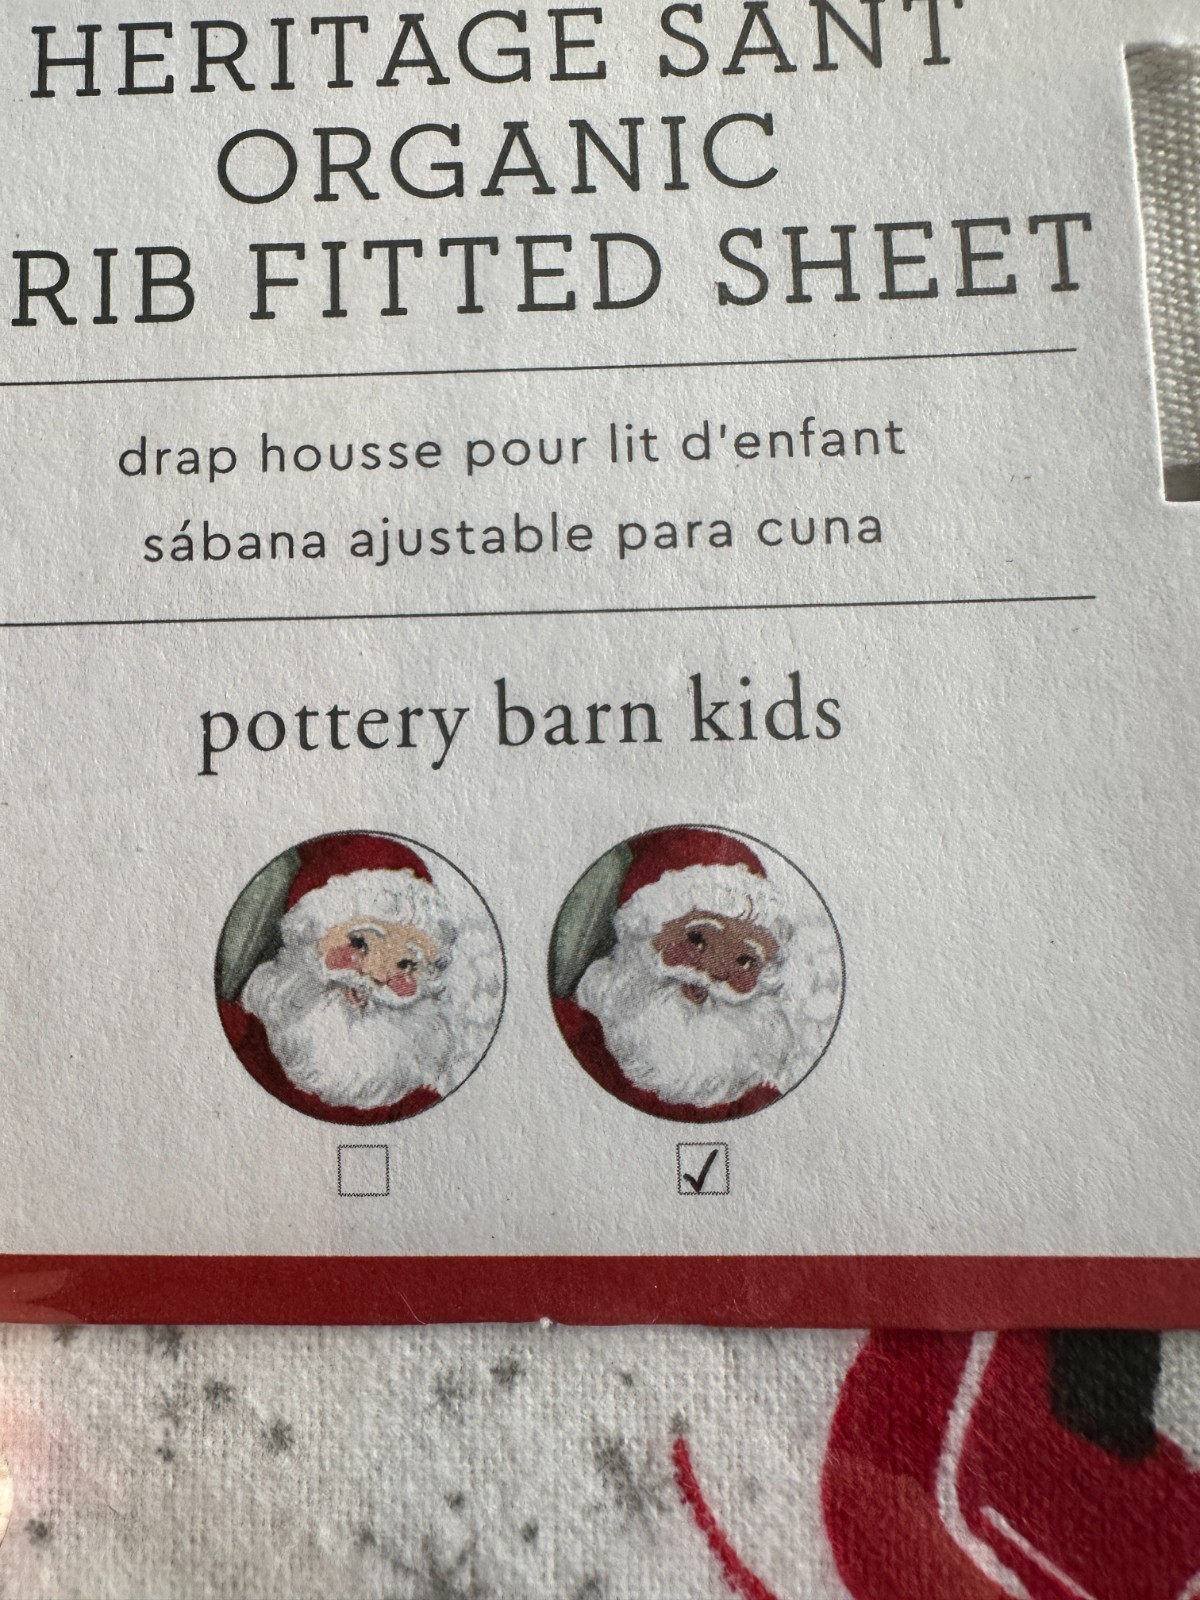 HERITAGE SANT
ORGANIC
RIB FITTED SHEET
drap housse pour lit d'enfant
sábana ajustable para cuna
pottery barn kids